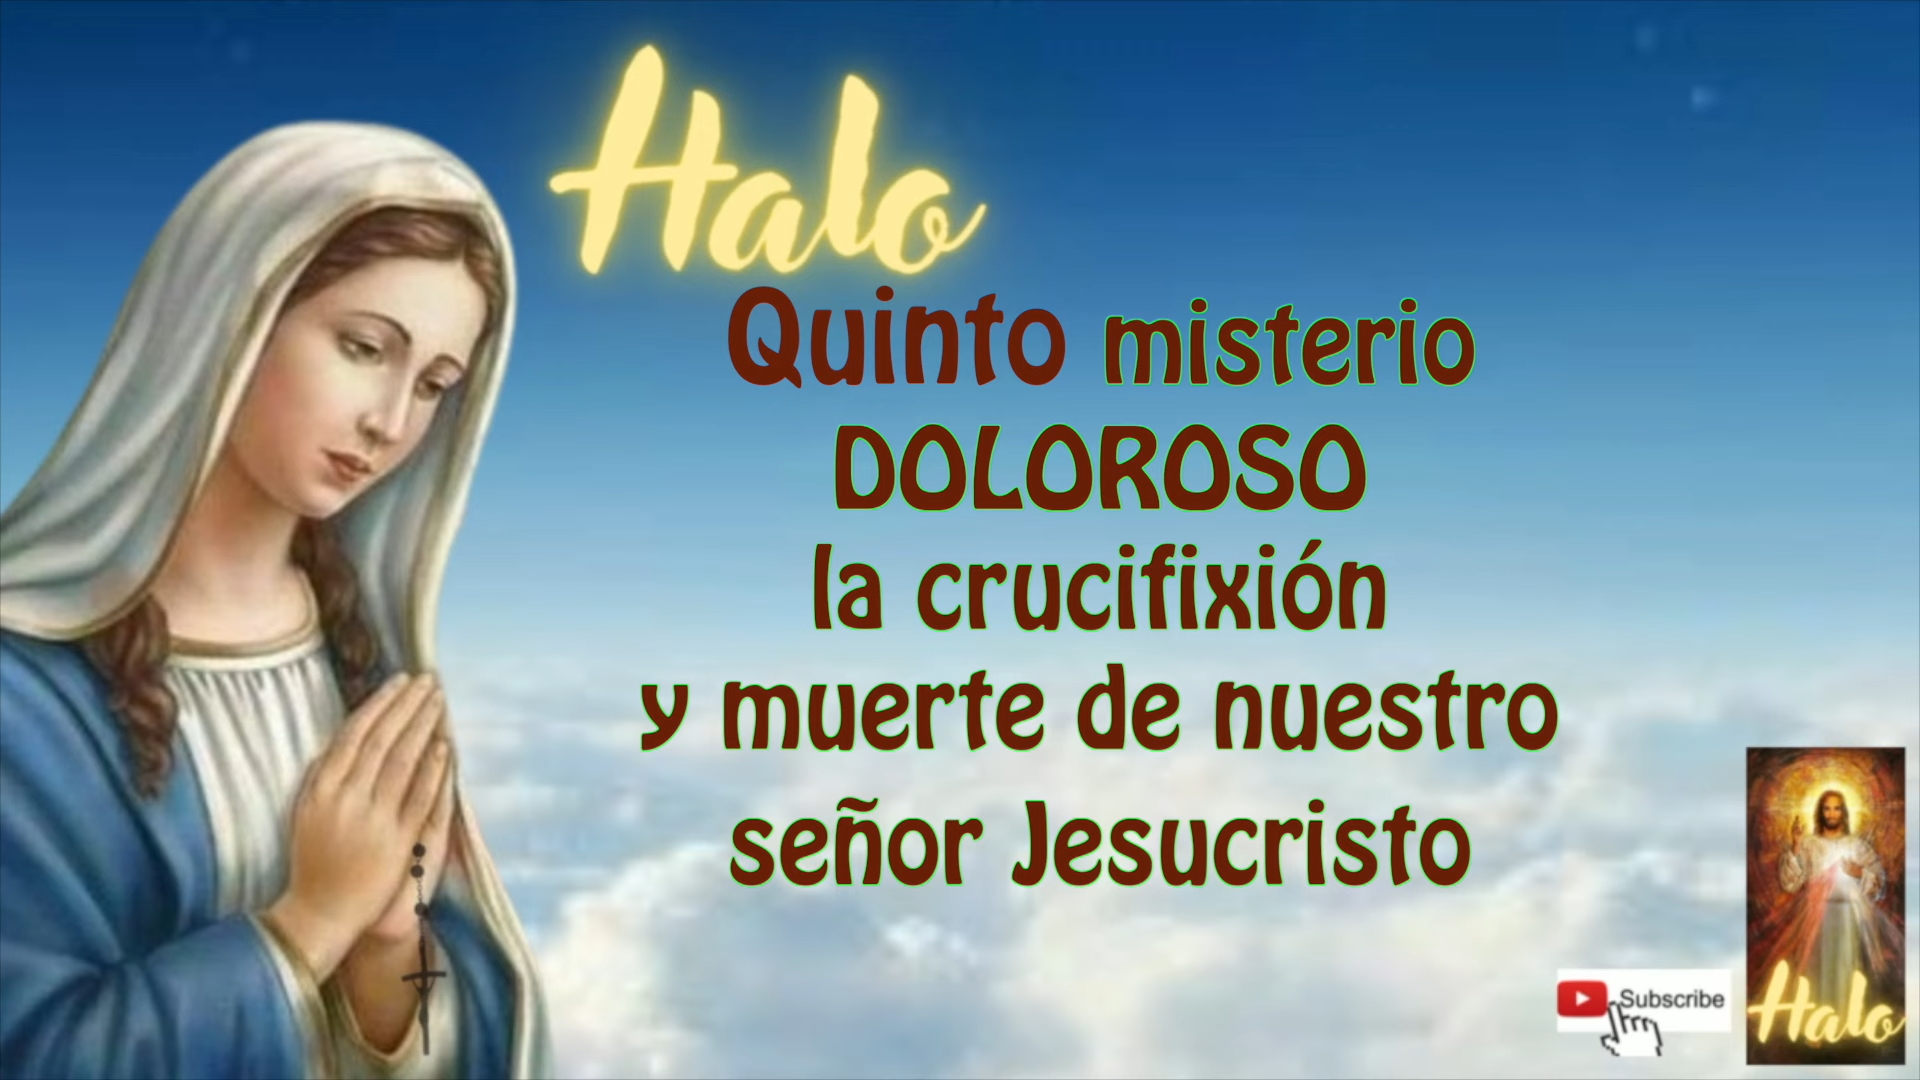 Halo
Quinto misterio
DOLOROSO
la crucifixión
y muerte de nuestro
señor Jesucristo
Subscribe
Halo